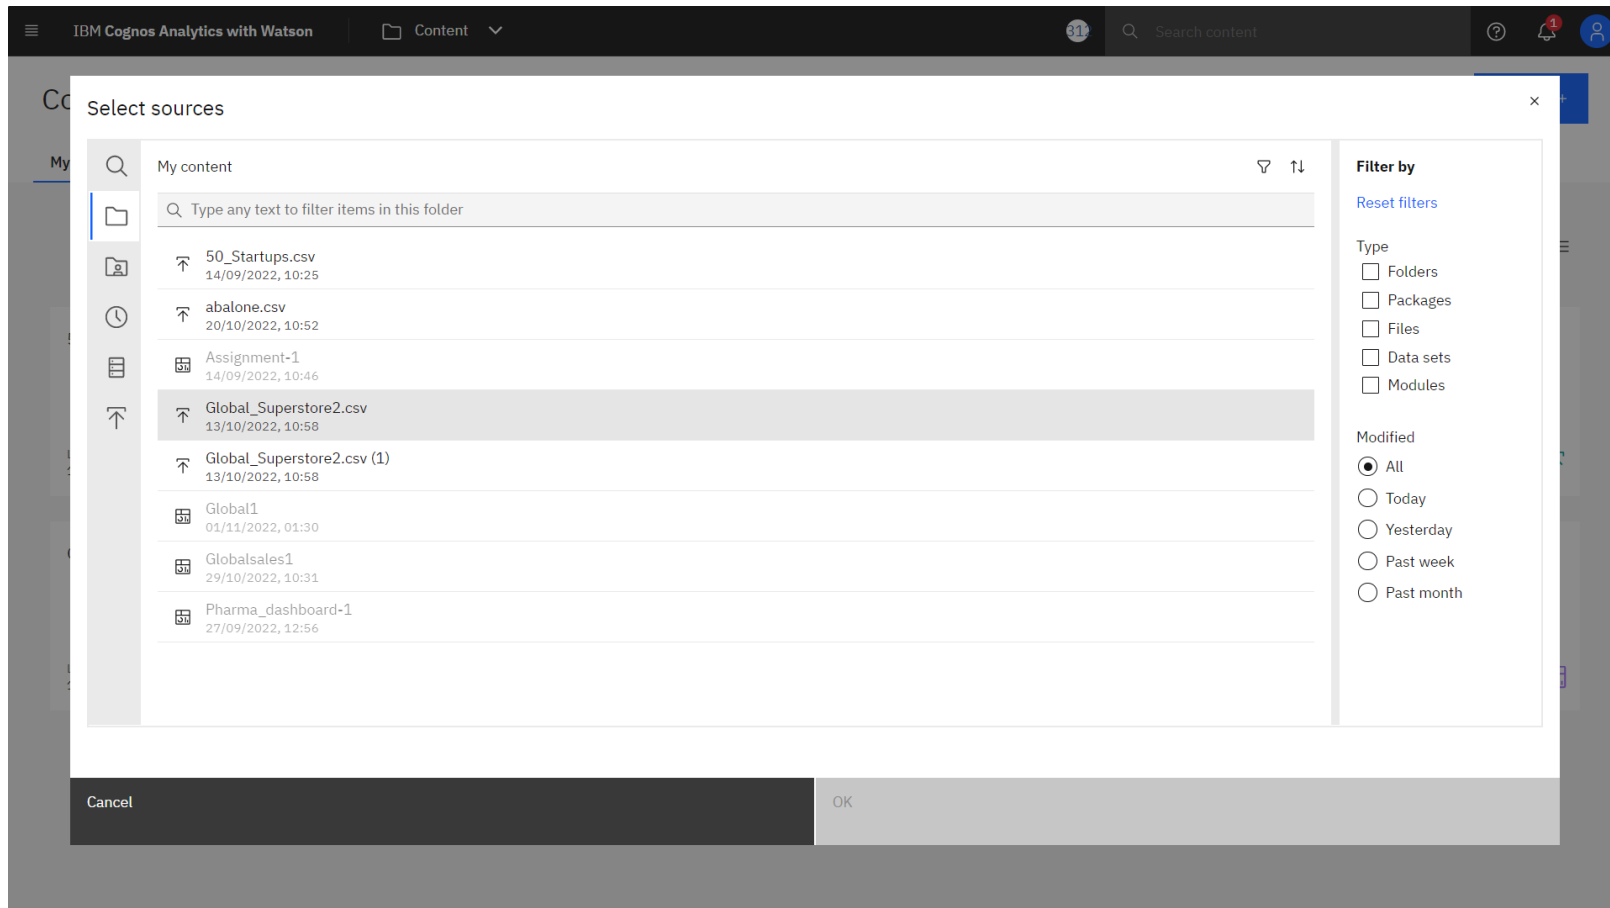 IBM Cognos Analytics with Watson
Content
312
Search content
1
Select sources
My
My content
Type any text to filter items in this folder
50_Startups.csv
14/09/2022, 10:25
abalone.csv
20/10/2022, 10:52
Assignment-1
14/09/2022, 10:46
Global_Superstore2.csv
13/10/2022, 10:58
Global_Superstore2.csv (1)
13/10/2022, 10:58
Global1
01/11/2022, 01:30
Globalsales1
29/10/2022, 10:31
Pharma_dashboard-1
27/09/2022, 12:56
Filter by
Reset filters
Type
Folders
Packages
Files
Data sets
Modules
Modified
All
Today
Yesterday
Past week
Past month
Cancel
OK